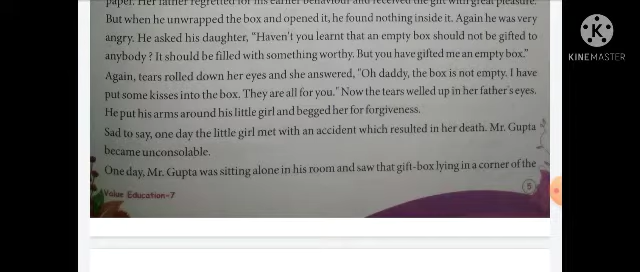 paper. Her father regretted for his earlier behaviour and received the gift with great pleasure.
But when he unwrapped the box and opened it, he found nothing inside it. Again he was very
angry. He asked his daughter, "Haven't you learnt that an empty box should not be gifted to
anybody ? It should be filled with something worthy. But you have gifted me an empty box."
Again, tears rolled down her eyes and she answered, "Oh daddy, the box is not empty. I have
put some kisses into the box. They are all for you." Now the tears welled up in her father's eyes.
He put his arms around his little girl and begged her for forgiveness.
Sad to say, one day the little girl met with an accident which resulted in her death. Mr. Gupta
became unconsolable.
One day, Mr. Gupta was sitting alone in his room and saw that gift-box lying in a corner of the
5
Value Education-7
K
Made with
KINEMASTER